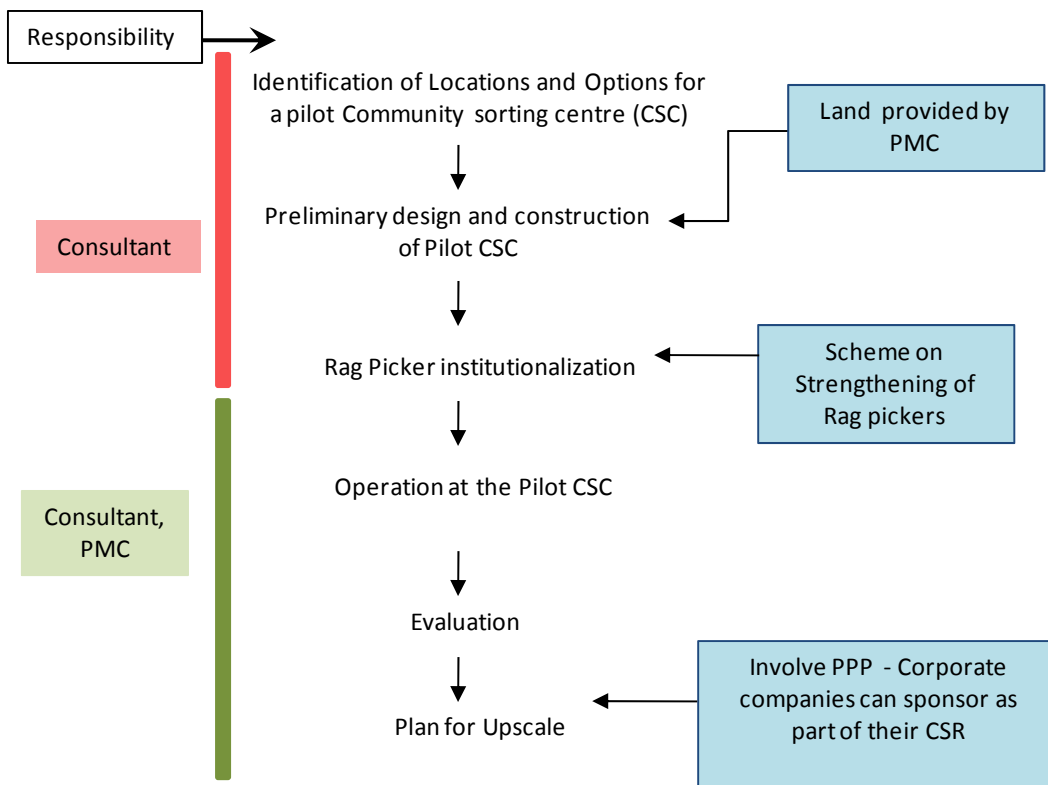 Responsibility
Identification of Locations and Options for
a pilot Community sorting centre (CSC)
Land provided by
PMC
Preliminary design and construction
of Pilot CSC
Consultant
Rag Picker institutionalization
Scheme on
Strengthening of
Rag pickers
Operation at the Pilot CSC
Consultant,
PMC
Evaluation
Involve PPP - Corporate
companies can sponsor as
part of their CSR
Plan for Upscale